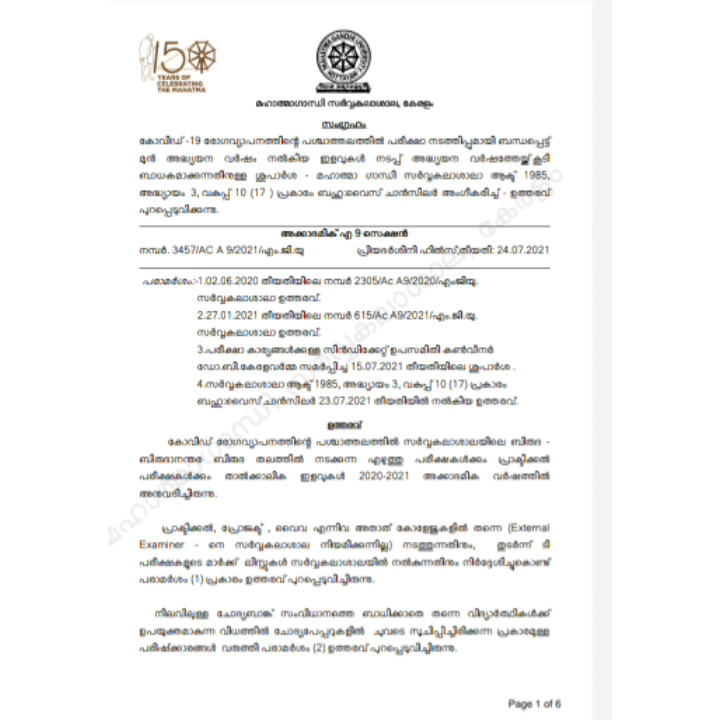 150
YEARS OF
CELEBRATING
THE MAHATMA
MAHATMA GANDHI UNIVERSITY
KOTTAYAM
മഹാത്മാഗാന്ധി സർവ്വകലാശാല, കേരളം
സംഗ്രഹം
കോവിഡ് -19 രോഗവ്യാപനത്തിന്റെ പശ്ചാത്തലത്തിൽ പരീക്ഷാ നടത്തിപ്പുമായി ബന്ധപ്പെട്ട്
മുൻ അദ്ധ്യയന വർഷം നൽകിയ ഇളവുകൾ നടപ്പ് അദ്ധ്യയന വർഷത്തേയ്ക്കുകൂടി
ബാധകമാക്കുന്നതിനുള്ള ശുപാർശ - മഹാത്മാ ഗാന്ധി സർവ്വകലാശാലാ ആക്ട് 1985,
അദ്ധ്യായം 3, വകുപ്പ് 10 (17 ) പ്രകാരം ബഹു:വൈസ് ചാൻസിലർ അംഗീകരിച്ച് - ഉത്തരവ്
പുറപ്പെടുവിക്കുന്നു.
അക്കാദമിക് എ 9 സെക്ഷൻ
നമ്പർ. 3457/AC A 9/2021/എം.ജി.യു പ്രിയദർശിനി ഹിൽസ്,തീയതി: 24.07.2021
പരാമർശം:-1.02.06.2020 തീയതിയിലെ നമ്പർ 2305/Ac A9/2020/എംജിയു
സർവ്വകലാശാലാ ഉത്തരവ്.
2.27.01.2021 തീയതിയിലെ നമ്പർ 615/Ac A9/2021/എം.ജി.യു.
സർവ്വകലാശാലാ ഉത്തരവ്.
3.പരീക്ഷാ കാര്യങ്ങൾക്കുള്ള സിൻഡിക്കേറ്റ് ഉപസമിതി കൺവീനർ
ഡോ.ബി.കേരളവർമ്മ സമർപ്പിച്ച 15.07.2021 തീയതിയിലെ ശുപാർശ .
4.സർവ്വകലാശാലാ ആക്ട് 1985, അദ്ധ്യായം 3, വകുപ്പ് 10 (17) പ്രകാരം
ബഹു:വൈസ് ചാൻസിലർ 23.07.2021 തീയതിയിൽ നൽകിയ ഉത്തരവ്.
ഉത്തരവ്
കോവിഡ് രോഗവ്യാപനത്തിന്റെ പശ്ചാത്തലത്തിൽ സർവ്വകലാശാലയിലെ ബിരുദ -
ബിരുദാനന്തര ബിരുദ തലത്തിൽ നടക്കുന്ന എഴുത്തു പരീക്ഷകൾക്കും പ്രാക്ടിക്കൽ
പരീക്ഷകൾക്കും താൽക്കാലിക ഇളവുകൾ 2020-2021 അക്കാദമിക വർഷത്തിൽ
അനുവദിച്ചിരുന്നു.
പ്രാക്ടിക്കൽ, പ്രോജക്ട് , വൈവ എന്നിവ അതാത് കോളേജുകളിൽ തന്നെ (External
Examiner - നെ സർവ്വകലാശാല നിയമിക്കുന്നില്ല) നടത്തുന്നതിനും, തുടർന്ന് ടി
പരീക്ഷകളുടെ മാർക്ക് ലിസ്റ്റുകൾ സർവ്വകലാശാലയിൽ നൽകുന്നതിനും നിർദ്ദേശിച്ചുകൊണ്ട്
പരാമർശം (1) പ്രകാരം ഉത്തരവ് പുറപ്പെടുവിച്ചിരുന്നു.
നിലവിലുള്ള ചോദ്യബാങ്ക് സംവിധാനത്തെ ബാധിക്കാതെ തന്നെ വിദ്യാർത്ഥികൾക്ക്
ഉപയുക്തമാകുന്ന വിധത്തിൽ ചോദ്യപേപ്പറുകളിൽ ചുവടെ സൂചിപ്പിച്ചിരിക്കുന്ന പ്രകാരമുള്ള
പരിഷ്ക്കാരങ്ങൾ വരുത്തി പരാമർശം (2) ഉത്തരവ് പുറപ്പെടുവിച്ചിരുന്നു.
Page 1 of 6